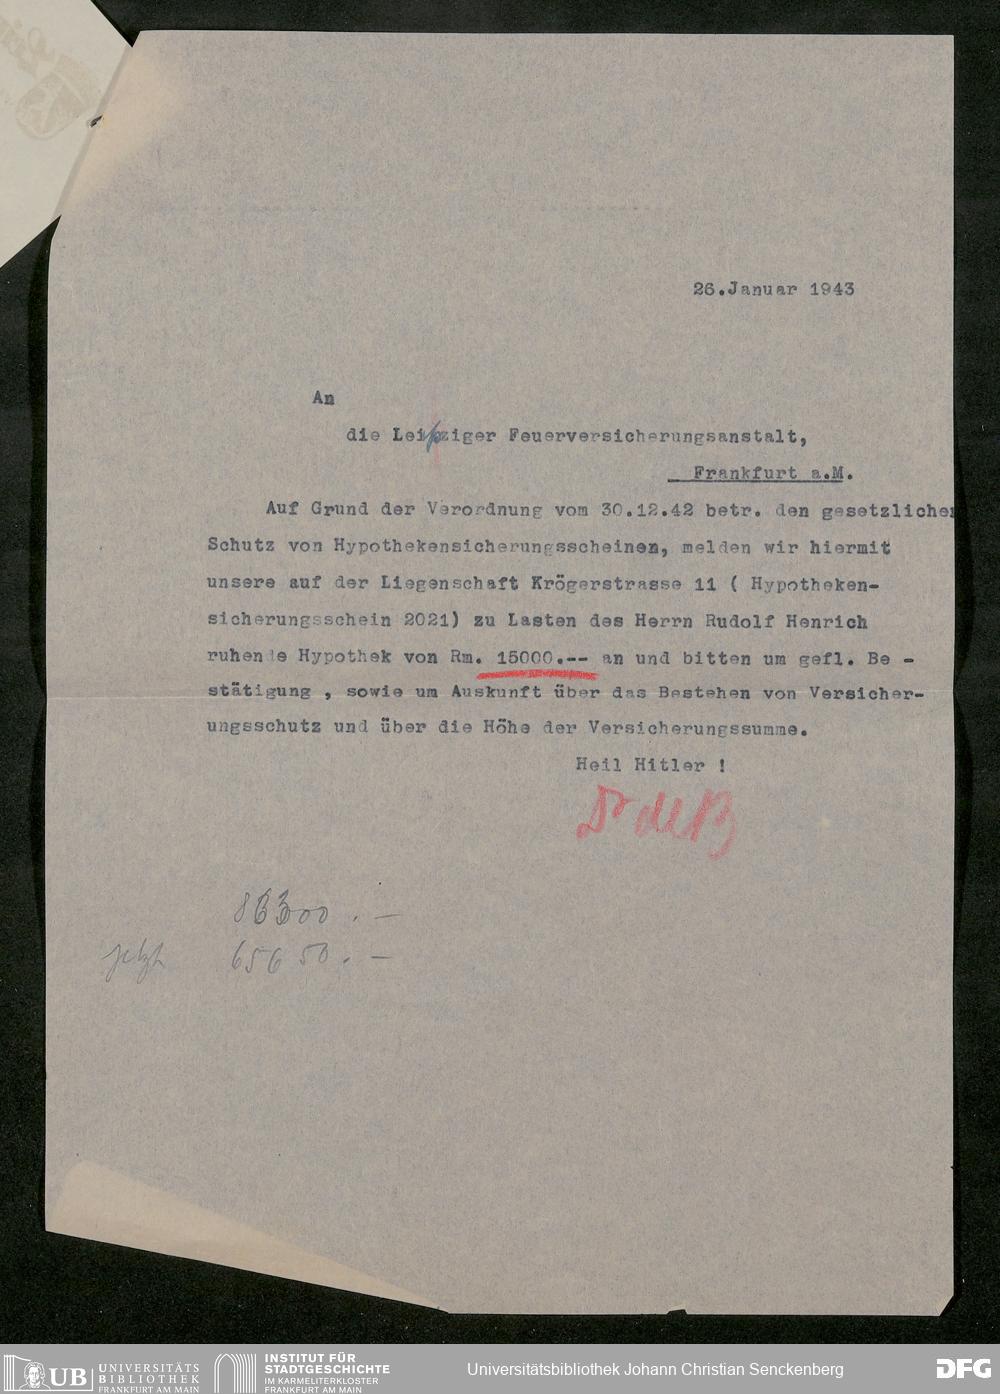 26.Januar 1943
An
die Leipziger Feuerversicherungsanstalt,
Frankfurt a.M.
Auf Grund der Verordnung vom 30.12.42 betr. den gesetzlichen
Schutz von Hypothekensicherungsscheinen, melden wir hiermit
unsere auf der Liegenschaft Krögerstrasse 11 ( Hypotheken-
sicherungsschein 2021) zu Lasten des Herrn Rudolf Henrich
ruhende Hypothek von Rm. 15000.-- an und bitten um gefl. Be -
stätigung , sowie um Auskunft über das Bestehen von Versicher-
ungsschutz und über die Höhe der Versicherungssumme.
Heil Hitler !
jetzt 65650.-
UB UNIVERSITÄTS
BIBLIOTHEK
FRANKFURT AM MAIN
INSTITUT FÜR
STADTGESCHICHTE
IM KARMELITERKLOSTER
FRANKFURT AM MAIN
Universitätsbibliothek Johann Christian Senckenberg
DFG